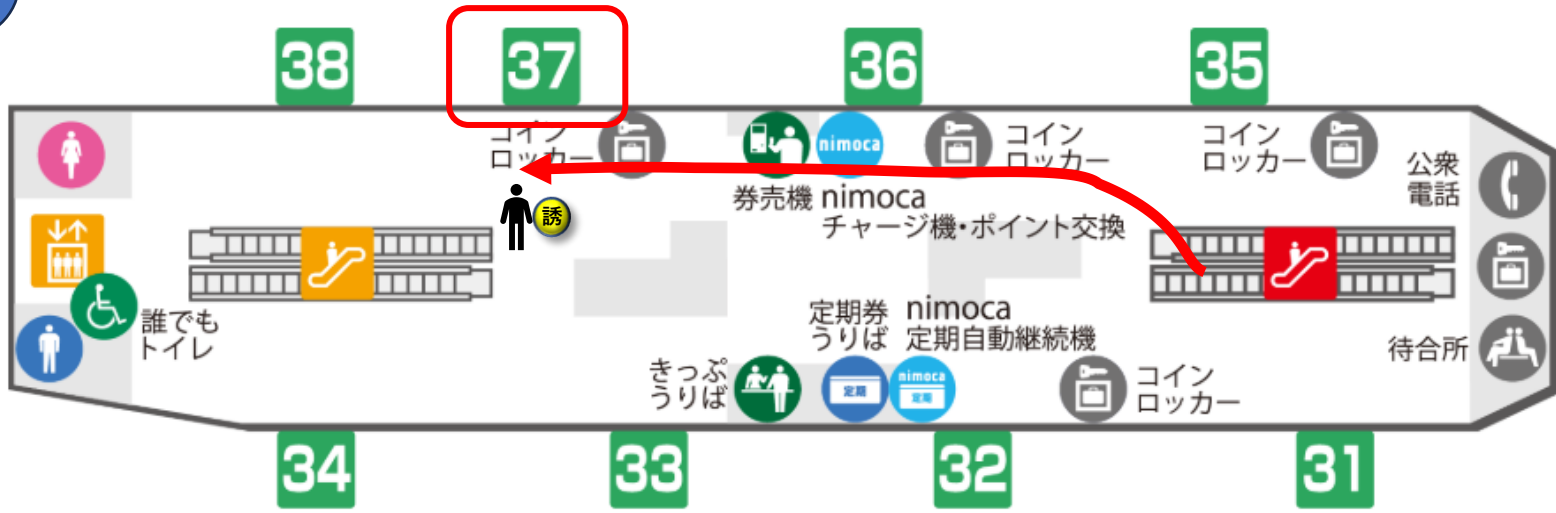 38
37
36
35
コイン
ロッカー
nimoca
コイン
ロッカー
コイン
ロッカー
公衆
電話
券売機
nimoca
チャージ機・ポイント交換
誘
誰でも
トイレ
定期券
うりば
nimoca
定期自動継続機
きっぷ
うりば
定期
nimoca
定期
コイン
ロッカー
待合所
34
33
32
31